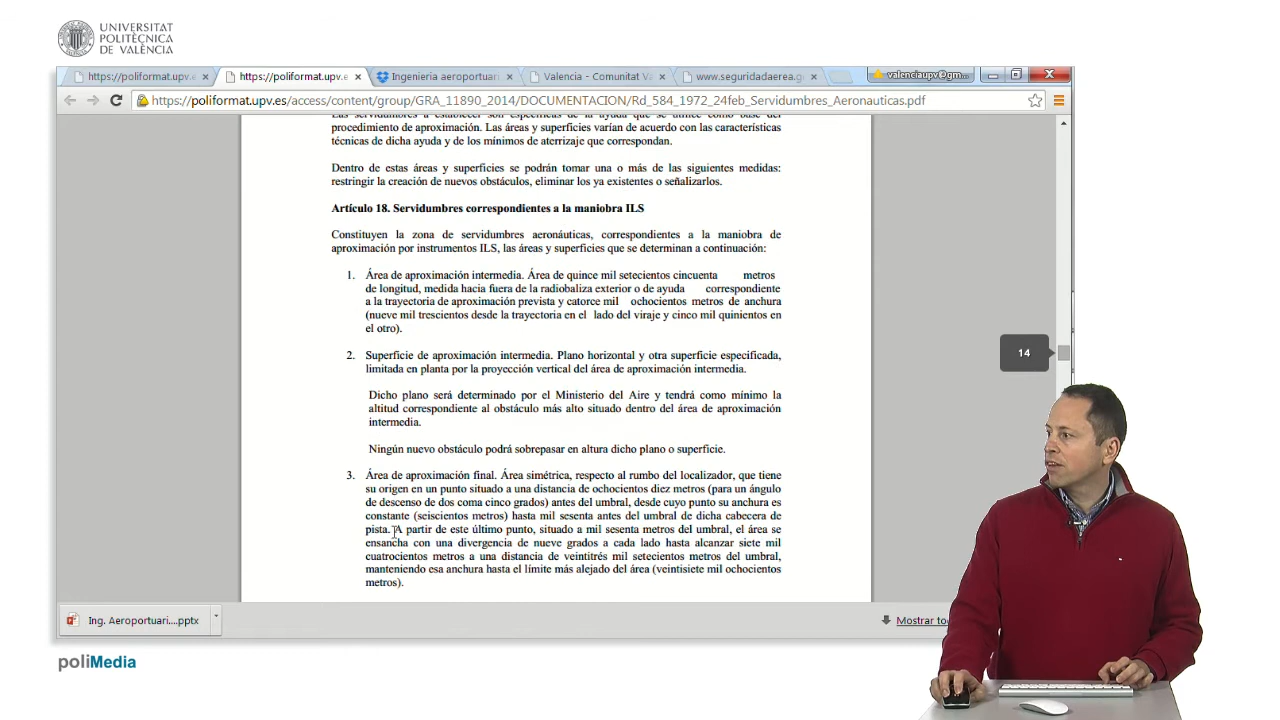 UNIVERSITAT
POLITÈCNICA
DE VALÈNCIA
https://poliformat.upv.e
https://poliformat.upv.e
Ingenieria aeroportuari
Valencia - Comunitat V
www.seguridadaerea.g
valenciaupv@gm...
https://poliformat.upv.es/access/content/group/GRA_11890_2014/DOCUMENTACION/Rd_584_1972_24feb_Servidumbres_Aeronauticas.pdf
Las servidumbres a establecer son específicas de la ayuda que se utilice como base del
procedimiento de aproximación. Las áreas y superficies varían de acuerdo con las características
técnicas de dicha ayuda y de los mínimos de aterrizaje que correspondan.
Dentro de estas áreas y superficies se podrán tomar una o más de las siguientes medidas:
restringir la creación de nuevos obstáculos, eliminar los ya existentes o señalizarlos.
Artículo 18. Servidumbres correspondientes a la maniobra ILS
Constituyen la zona de servidumbres aeronáuticas, correspondientes a la maniobra de
aproximación por instrumentos ILS, las áreas y superficies que se determinan a continuación:
1. Área de aproximación intermedia. Área de quince mil setecientos cincuenta metros
de longitud, medida hacia fuera de la radiobaliza exterior o de ayuda correspondiente
a la trayectoria de aproximación prevista y catorce mil ochocientos metros de anchura
(nueve mil trescientos desde la trayectoria en el lado del viraje y cinco mil quinientos en
el otro).
2. Superficie de aproximación intermedia. Plano horizontal y otra superficie especificada,
limitada en planta por la proyección vertical del área de aproximación intermedia.
Dicho plano será determinado por el Ministerio del Aire y tendrá como mínimo la
altitud correspondiente al obstáculo más alto situado dentro del área de aproximación
intermedia.
Ningún nuevo obstáculo podrá sobrepasar en altura dicho plano o superficie.
3. Área de aproximación final. Área simétrica, respecto al rumbo del localizador, que tiene
su origen en un punto situado a una distancia de ochocientos diez metros (para un ángulo
de descenso de dos coma cinco grados) antes del umbral, desde cuyo punto su anchura es
constante (seiscientos metros) hasta mil sesenta antes del umbral de dicha cabecera de
pista. A partir de este último punto, situado a mil sesenta metros del umbral, el área se
ensancha con una divergencia de nueve grados a cada lado hasta alcanzar siete mil
cuatrocientos metros a una distancia de veintitrés mil setecientos metros del umbral,
manteniendo esa anchura hasta el límite más alejado del área (veintisiete mil ochocientos
metros).
14
Ing. Aeroportuari....pptx
Mostrar to
poliMedia